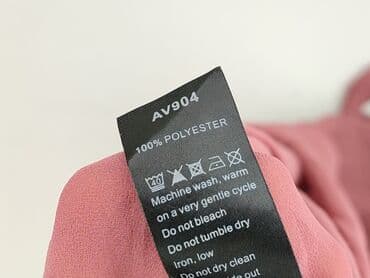 AV904
100% POLYESTER
40
Machine wash, warm
on a very gentle cycle
Do not bleach
Do not tumble dry
Iron, low
Do not dry clean